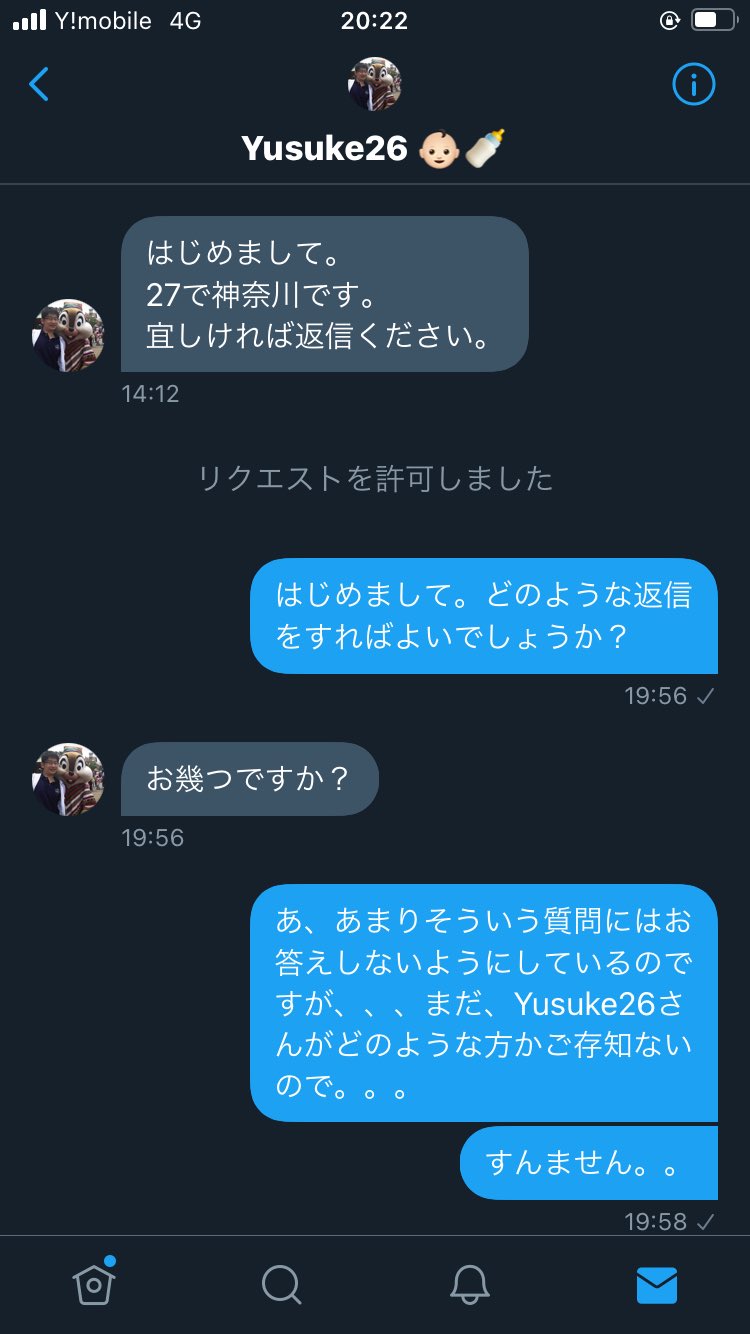 Y!mobile 4G 20:22
Yusuke26 👶🏻🍼
はじめまして。
27で神奈川です。
宜しければ返信ください。
14:12
リクエストを許可しました
はじめまして。どのような返信
をすればよいでしょうか？
19:56 ✓
お幾つですか？
19:56
あ、あまりそういう質問にはお
答えしないようにしているので
すが、、、まだ、Yusuke26さ
んがどのような方かご存知ない
ので。。。
すんません。。
19:58 ✓